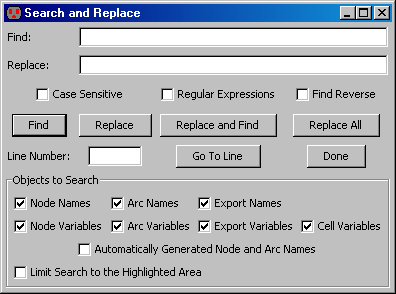 Search and Replace
Find:
Replace:
Case Sensitive Regular Expressions Find Reverse
Find Replace Replace and Find Replace All
Line Number: Go To Line Done
Objects to Search
Node Names Arc Names Export Names
Node Variables Arc Variables Export Variables Cell Variables
Automatically Generated Node and Arc Names
Limit Search to the Highlighted Area